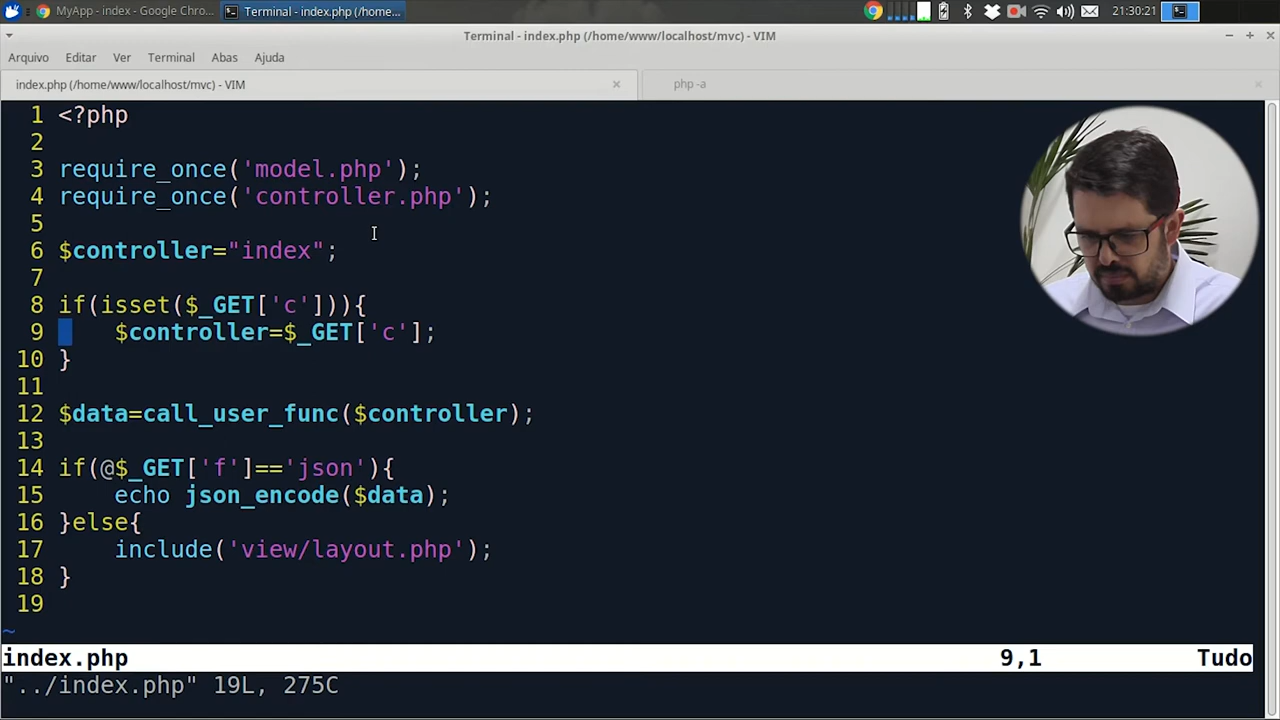 MyApp - index - Google Chro...
Terminal - index.php (/home...
21:30:21
Terminal - index.php (/home/www/localhost/mvc) - VIM
Arquivo Editar Ver Terminal Abas Ajuda
index.php (/home/www/localhost/mvc) - VIM
php -a
1 <?php
2
3 require_once('model.php');
4 require_once('controller.php');
5
6 $controller="index";
7
8 if(isset($_GET['c'])){
9     $controller=$_GET['c'];
10 }
11
12 $data=call_user_func($controller);
13
14 if(@$_GET['f']=='json'){
15     echo json_encode($data);
16 }else{
17     include('view/layout.php');
18 }
19
~
index.php 9,1 Tudo
"../index.php" 19L, 275C